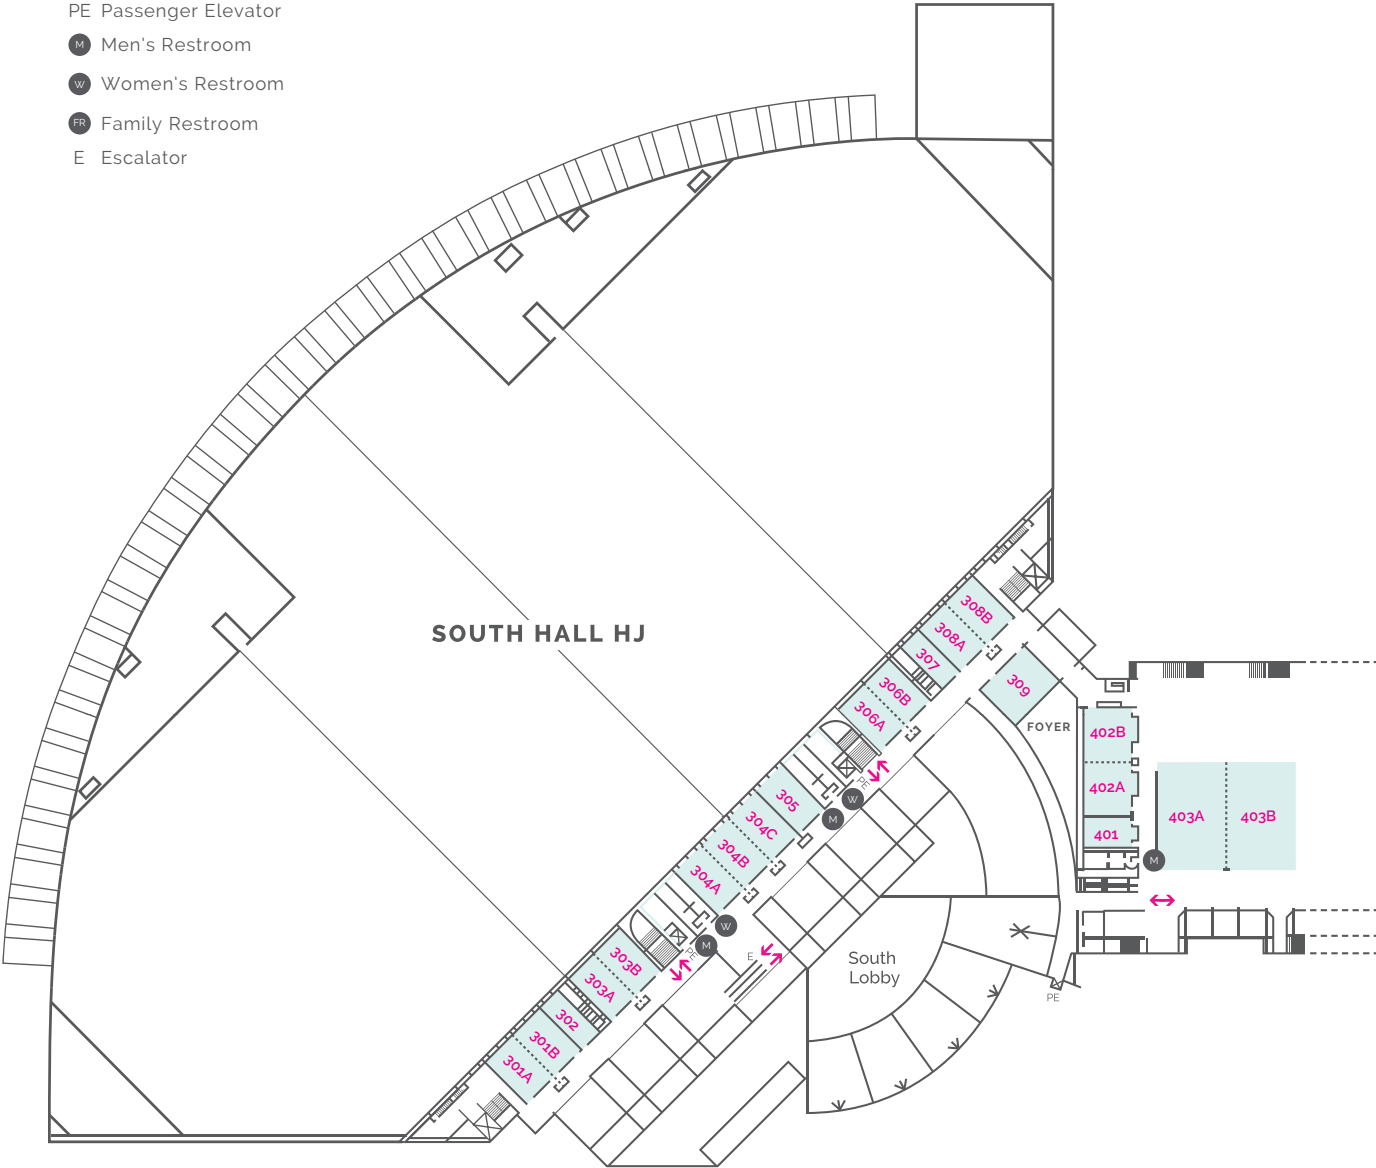 PE Passenger Elevator
M Men's Restroom
W Women's Restroom
FR Family Restroom
E Escalator
SOUTH HALL HJ
308B
308A
307
309
306B
306A
FOYER
402B
402A
401
403A
403B
M
PE
W
M
305
304C
304B
304A
W
M
PE
E
303B
303A
302
301B
301A
South
Lobby
PE